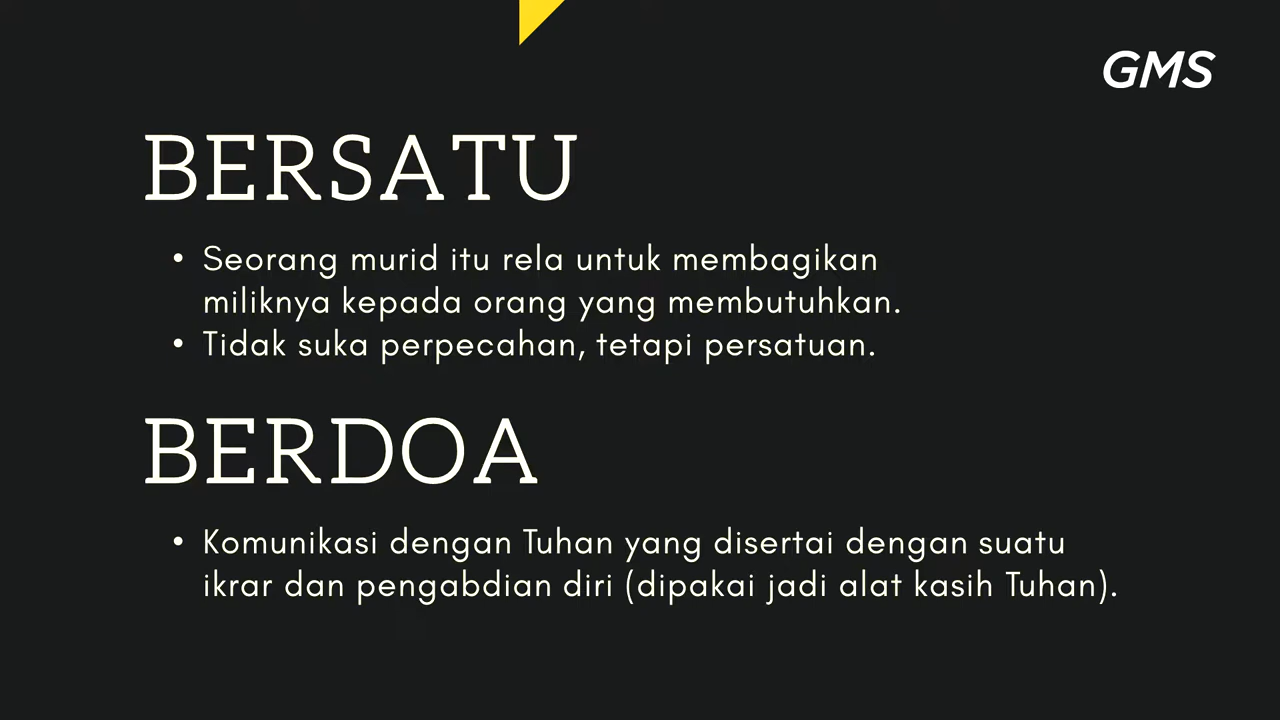 GMS
BERSATU
• Seorang murid itu rela untuk membagikan
miliknya kepada orang yang membutuhkan.
• Tidak suka perpecahan, tetapi persatuan.
BERDOA
• Komunikasi dengan Tuhan yang disertai dengan suatu
ikrar dan pengabdian diri (dipakai jadi alat kasih Tuhan).